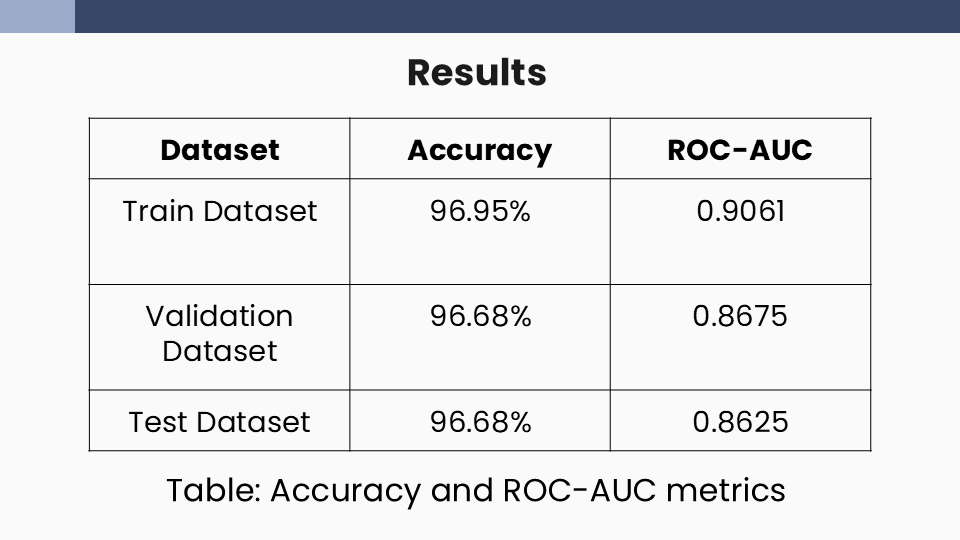 Results
Dataset Accuracy ROC-AUC
Train Dataset 96.95% 0.9061
Validation 96.68% 0.8675
Dataset
Test Dataset 96.68% 0.8625
Table: Accuracy and ROC-AUC metrics